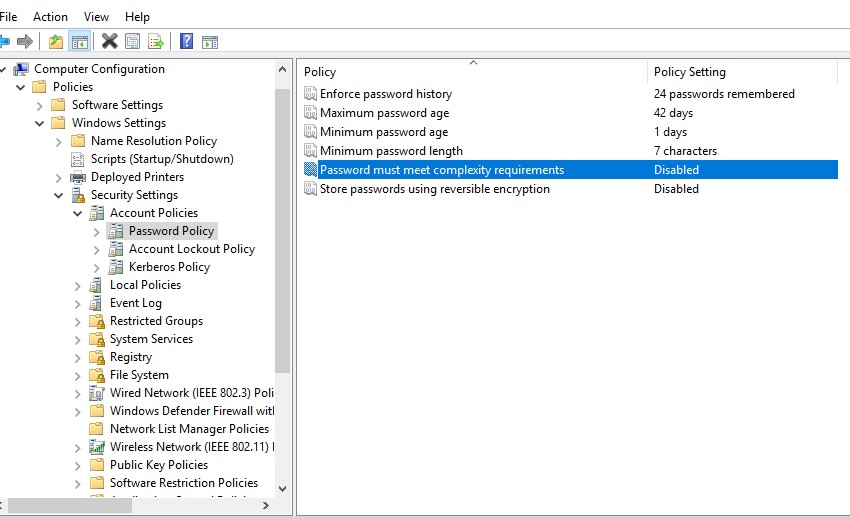 File Action View Help
Computer Configuration
Policies
Software Settings
Windows Settings
Name Resolution Policy
Scripts (Startup/Shutdown)
Deployed Printers
Security Settings
Account Policies
Password Policy
Account Lockout Policy
Kerberos Policy
Local Policies
Event Log
Restricted Groups
System Services
Registry
File System
Wired Network (IEEE 802.3) Poli
Windows Defender Firewall wit
Network List Manager Policies
Wireless Network (IEEE 802.11)
Public Key Policies
Software Restriction Policies
Policy Policy Setting
Enforce password history 24 passwords remembered
Maximum password age 42 days
Minimum password age 1 days
Minimum password length 7 characters
Password must meet complexity requirements Disabled
Store passwords using reversible encryption Disabled